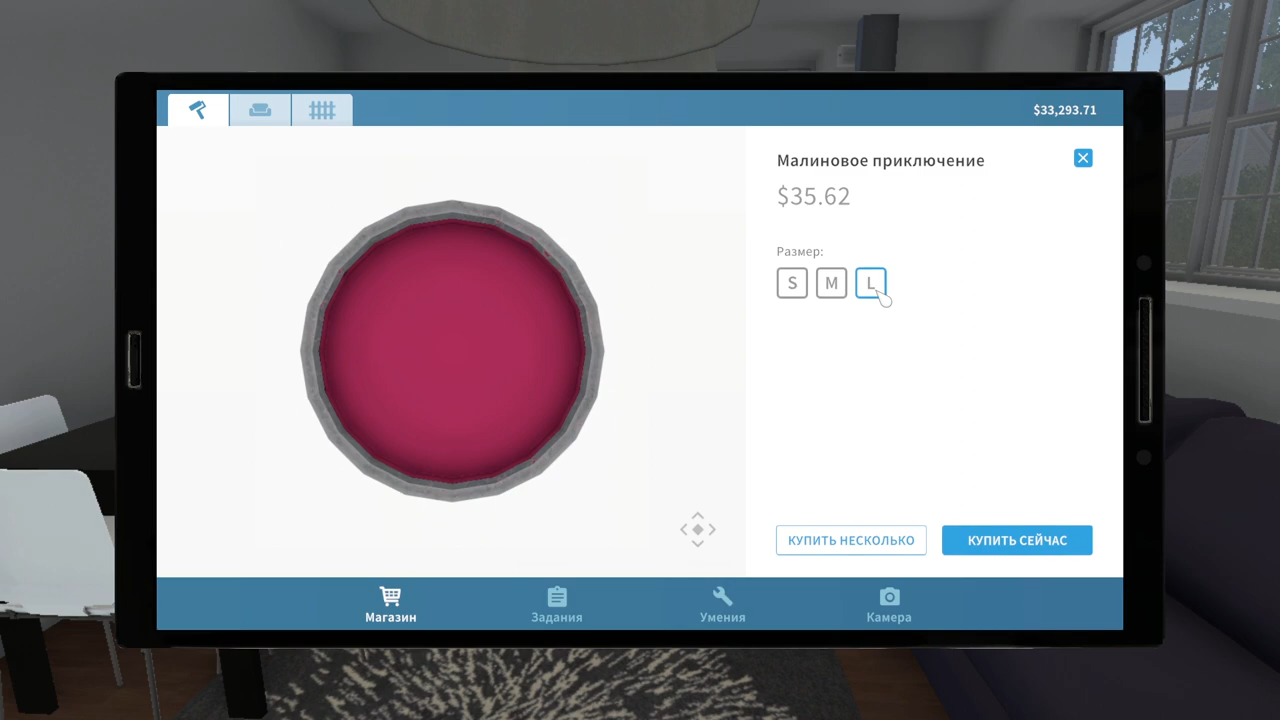 $33,293.71
Малиновое приключение
$35.62
Размер:
S M L
КУПИТЬ НЕСКОЛЬКО КУПИТЬ СЕЙЧАС
Магазин Задания Умения Камера